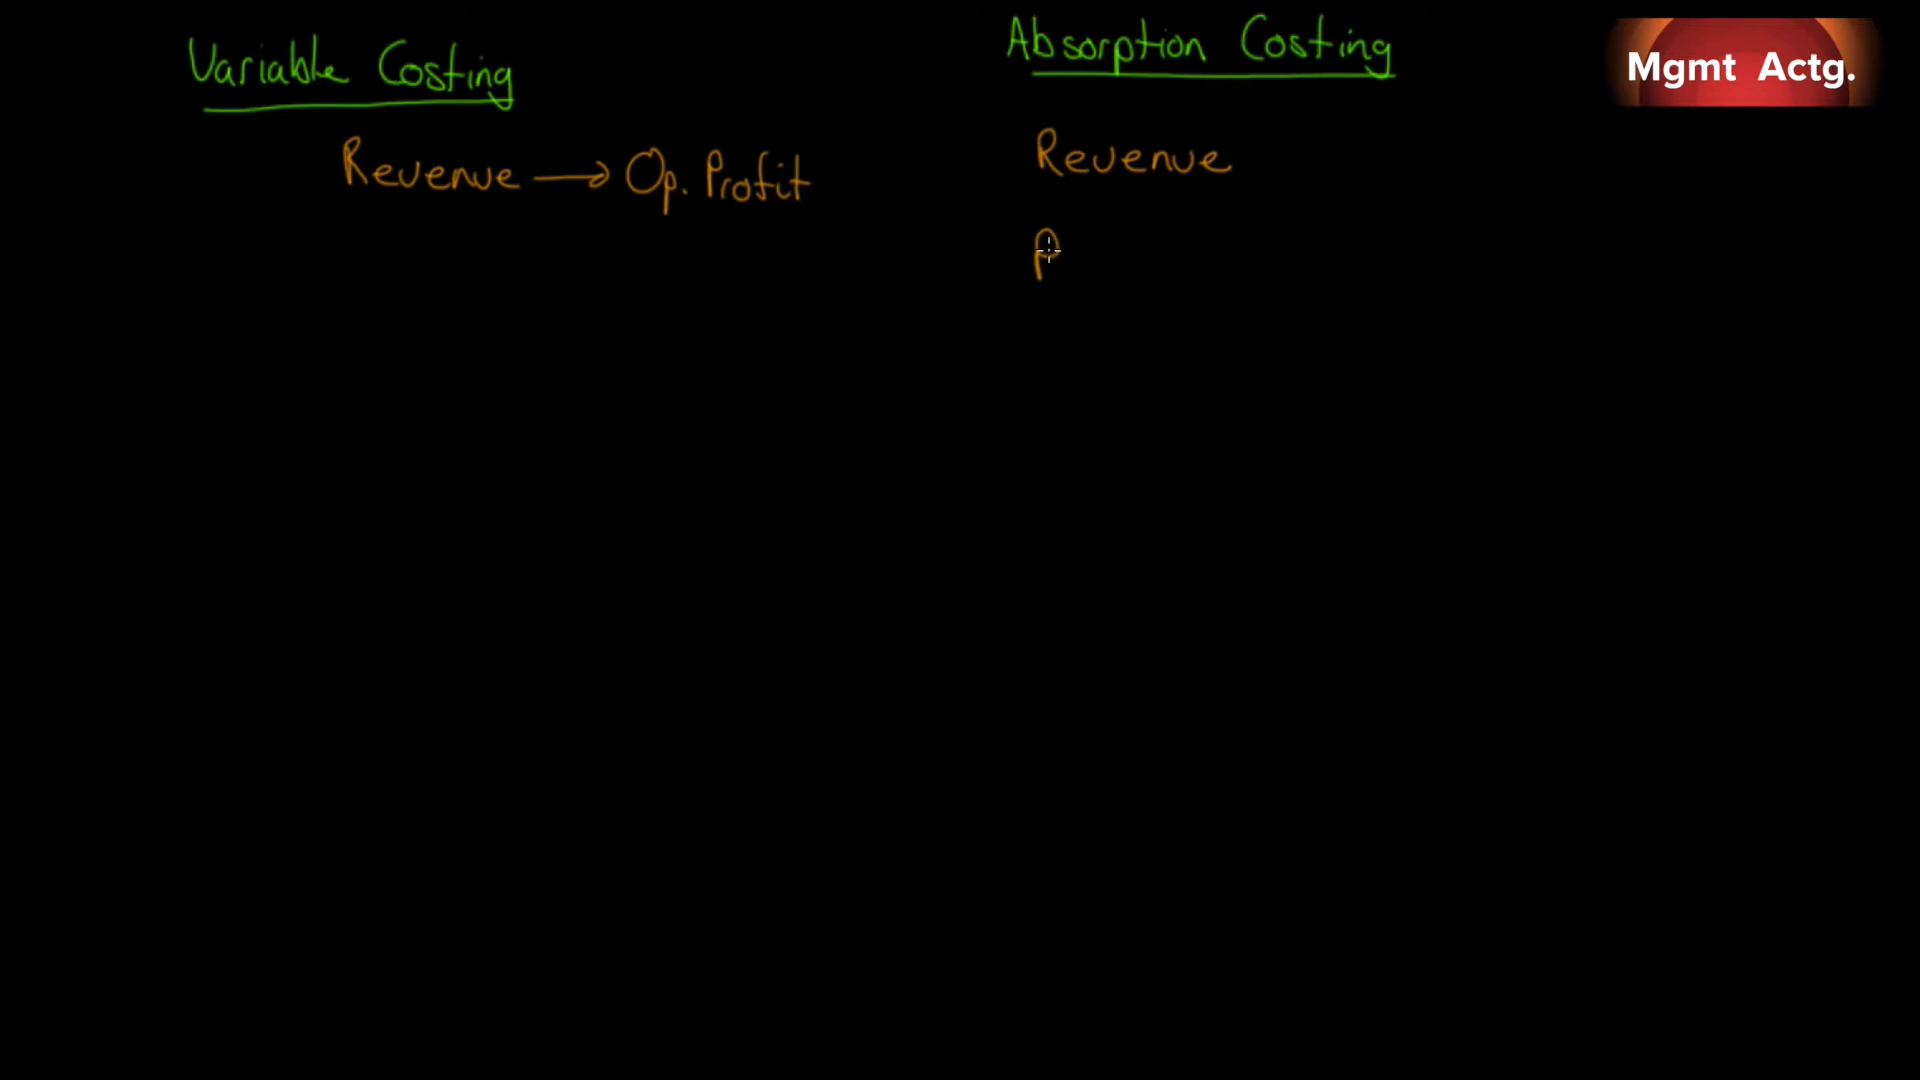 Variable Costing
Revenue → Op. Profit
Absorption Costing
Revenue
P
Mgmt Actg.